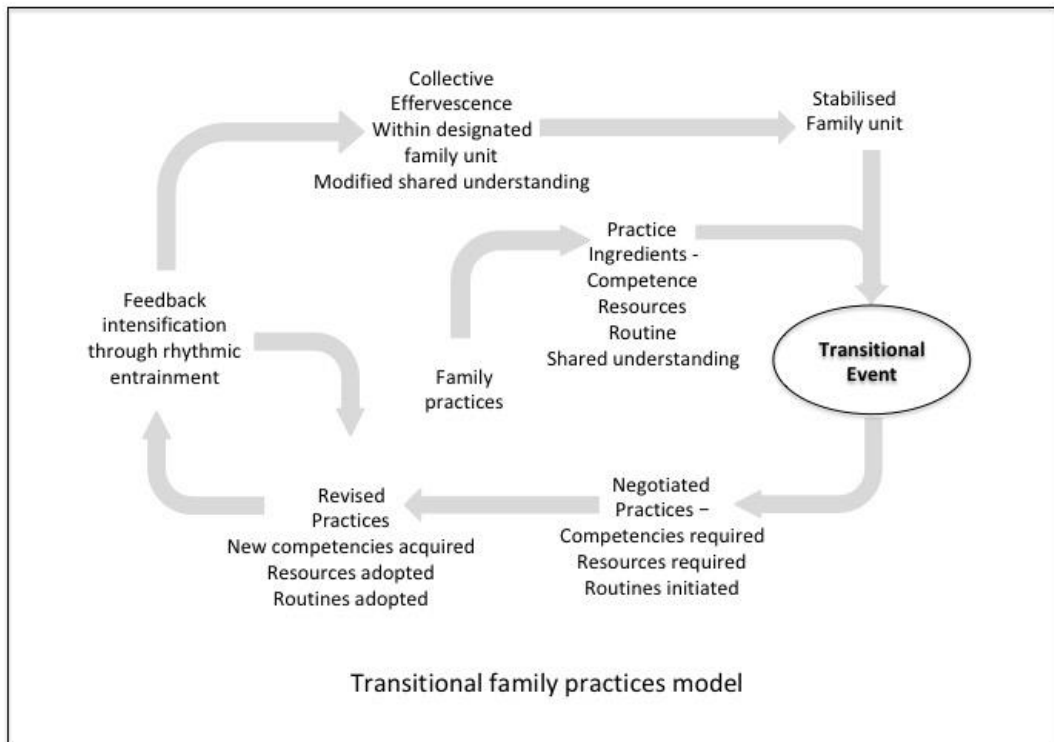 Collective
Effervescence
Within designated
family unit
Modified shared understanding
Stabilised
Family unit
Practice
Ingredients -
Competence
Resources
Routine
Shared understanding
Feedback
intensification
through rhythmic
entrainment
Family
practices
Transitional
Event
Revised
Practices
New competencies acquired
Resources adopted
Routines adopted
Negotiated
Practices –
Competencies required
Resources required
Routines initiated
Transitional family practices model